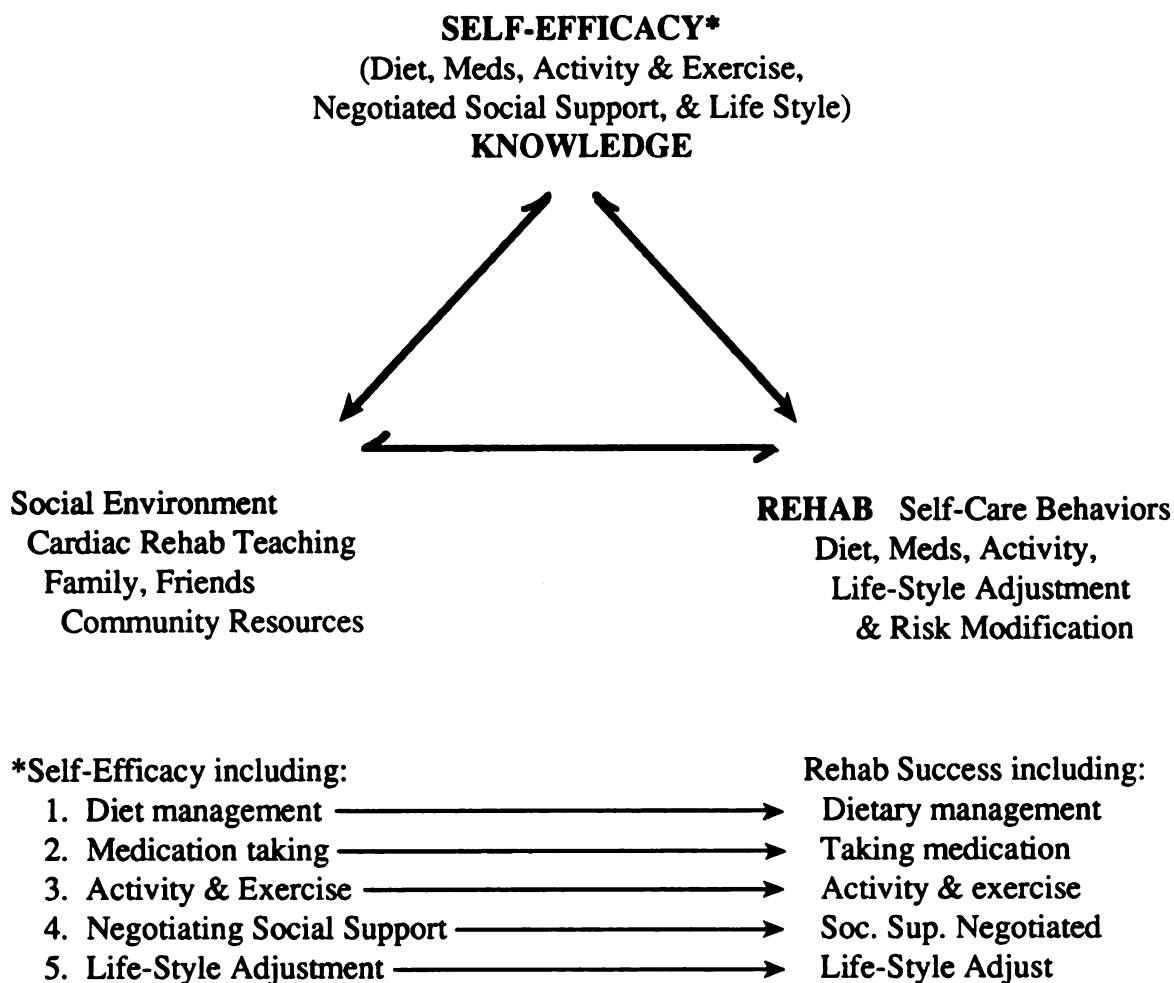 SELF-EFFICACY*
(Diet, Meds, Activity & Exercise,
Negotiated Social Support, & Life Style)
KNOWLEDGE
Social Environment
Cardiac Rehab Teaching
Family, Friends
Community Resources
REHAB Self-Care Behaviors
Diet, Meds, Activity,
Life-Style Adjustment
& Risk Modification
*Self-Efficacy including:
1. Diet management
2. Medication taking
3. Activity & Exercise
4. Negotiating Social Support
5. Life-Style Adjustment
Rehab Success including:
Dietary management
Taking medication
Activity & exercise
Soc. Sup. Negotiated
Life-Style Adjust